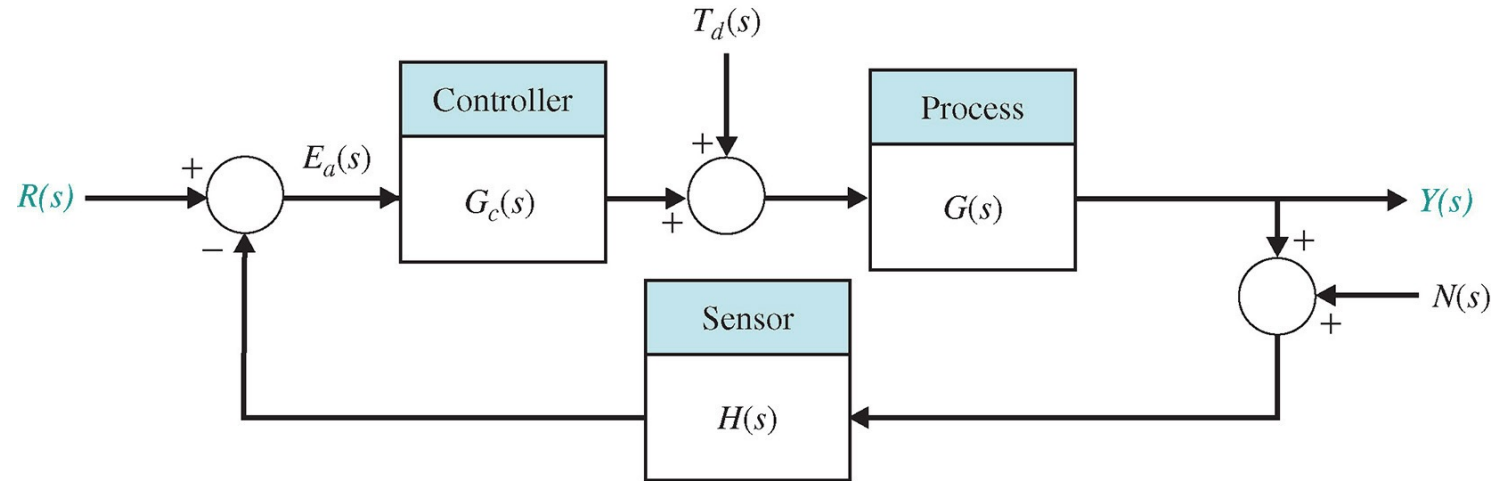 T_d(s)
Controller
Process
+
+
E_a(s)
R(s)
G_c(s)
G(s)
Y(s)
+
−
+
N(s)
+
Sensor
H(s)